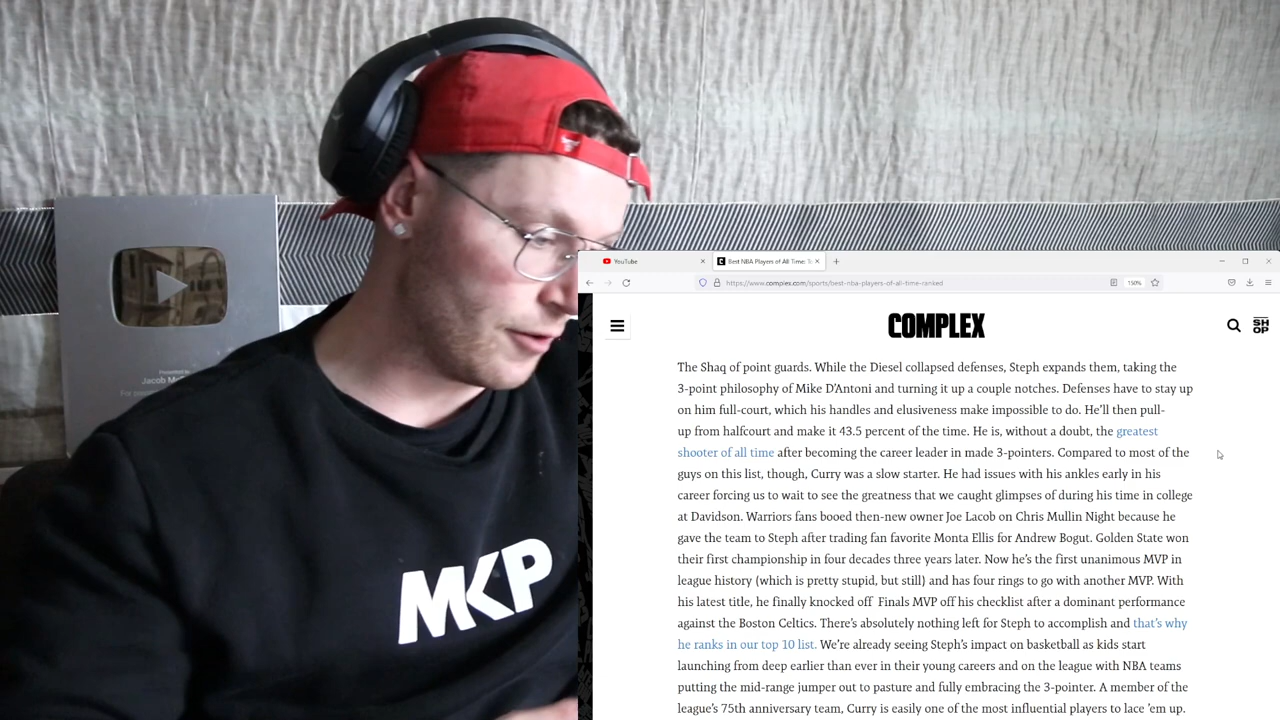 Presented to
Jacob Mc
For pass
MKP
YouTube
Best NBA Players of All Time: To
https://www.complex.com/sports/best-nba-players-of-all-time-ranked
150%
COMPLEX
SH
OP
The Shaq of point guards. While the Diesel collapsed defenses, Steph expands them, taking the
3-point philosophy of Mike D'Antoni and turning it up a couple notches. Defenses have to stay up
on him full-court, which his handles and elusiveness make impossible to do. He'll then pull-
up from halfcourt and make it 43.5 percent of the time. He is, without a doubt, the greatest
shooter of all time after becoming the career leader in made 3-pointers. Compared to most of the
guys on this list, though, Curry was a slow starter. He had issues with his ankles early in his
career forcing us to wait to see the greatness that we caught glimpses of during his time in college
at Davidson. Warriors fans booed then-new owner Joe Lacob on Chris Mullin Night because he
gave the team to Steph after trading fan favorite Monta Ellis for Andrew Bogut. Golden State won
their first championship in four decades three years later. Now he's the first unanimous MVP in
league history (which is pretty stupid, but still) and has four rings to go with another MVP. With
his latest title, he finally knocked off Finals MVP off his checklist after a dominant performance
against the Boston Celtics. There's absolutely nothing left for Steph to accomplish and that's why
he ranks in our top 10 list. We're already seeing Steph's impact on basketball as kids start
launching from deep earlier than ever in their young careers and on the league with NBA teams
putting the mid-range jumper out to pasture and fully embracing the 3-pointer. A member of the
league's 75th anniversary team, Curry is easily one of the most influential players to lace 'em up.